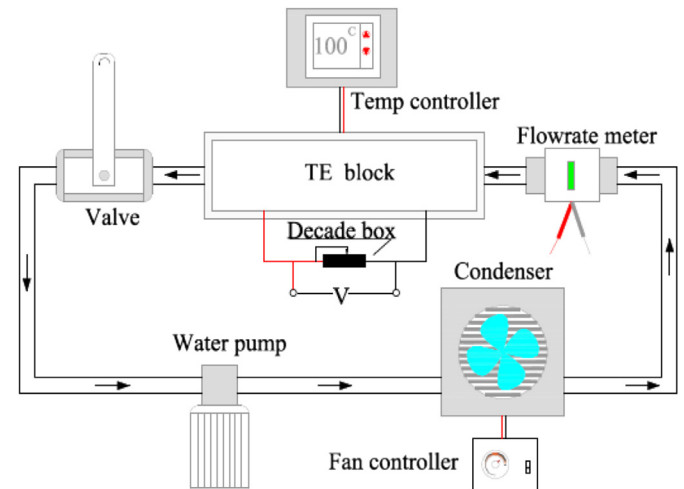 100 C
Temp controller
Flowrate meter
TE block
Valve
Decade box
V
Condenser
Water pump
Fan controller